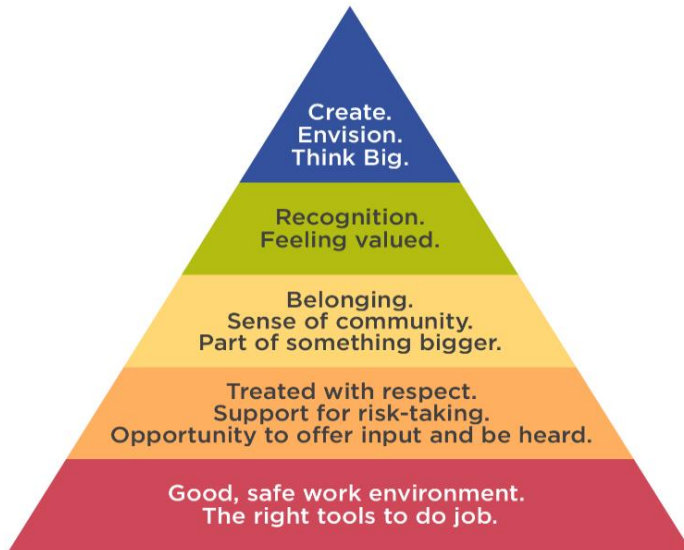 Create.
Envision.
Think Big.
Recognition.
Feeling valued.
Belonging.
Sense of community.
Part of something bigger.
Treated with respect.
Support for risk-taking.
Opportunity to offer input and be heard.
Good, safe work environment.
The right tools to do job.